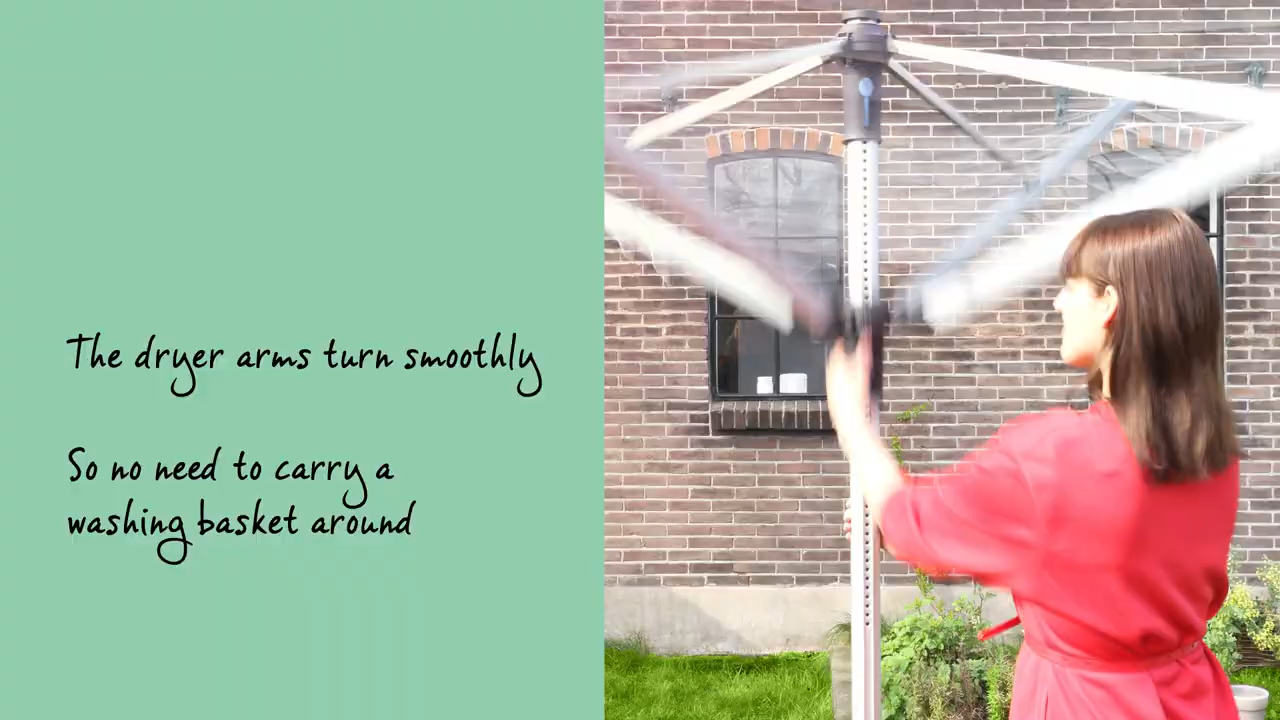 The dryer arms turn smoothly
So no need to carry a
washing basket around